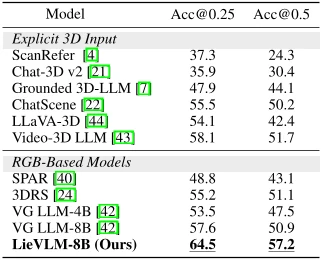 Model Acc@0.25 Acc@0.5
Explicit 3D Input
ScanRefer [4] 37.3 24.3
Chat-3D v2 [21] 35.9 30.4
Grounded 3D-LLM [7] 47.9 44.1
ChatScene [22] 55.5 50.2
LLaVA-3D [44] 54.1 42.4
Video-3D LLM [43] 58.1 51.7
RGB-Based Models
SPAR [40] 48.8 43.1
3DRS [24] 55.2 51.1
VG LLM-4B [42] 53.5 47.5
VG LLM-8B [42] 57.6 50.9
LieVLM-8B (Ours) 64.5 57.2